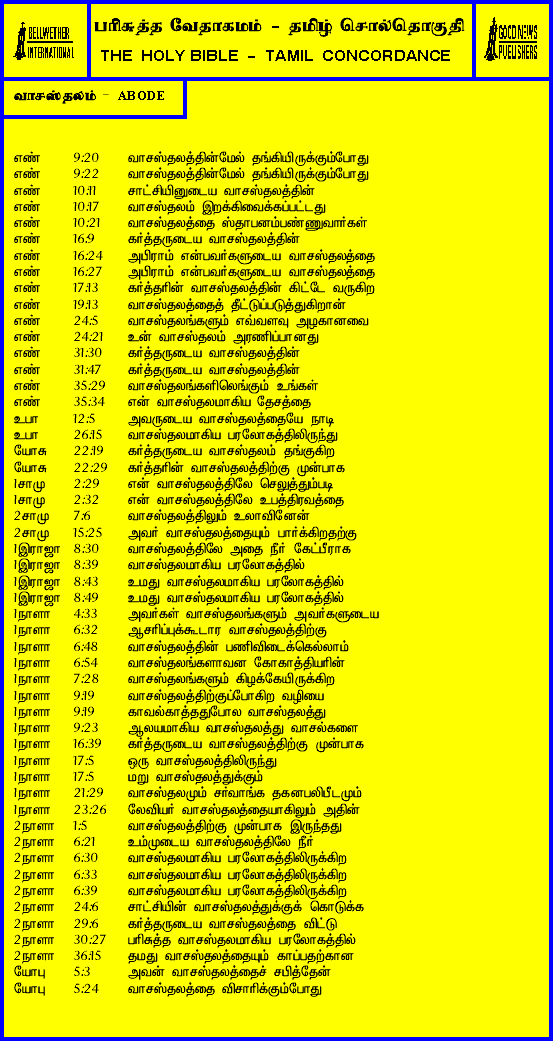 BELLWETHER
INTERNATIONAL
பரிசுத்த வேதாகமம் - தமிழ் சொல்தொகுதி
THE HOLY BIBLE - TAMIL CONCORDANCE
GOOD NEWS
PUBLISHERS
வாசஸ்தலம் - ABODE
எண் 9:20 வாசஸ்தலத்தின்மேல் தங்கியிருக்கும்போது
எண் 9:22 வாசஸ்தலத்தின்மேல் தங்கியிருக்கும்போது
எண் 10:11 சாட்சியினுடைய வாசஸ்தலத்தின்
எண் 10:17 வாசஸ்தலம் இறக்கிவைக்கப்பட்டது
எண் 10:21 வாசஸ்தலத்தை ஸ்தாபனம்பண்ணுவார்கள்
எண் 16:9 கர்த்தருடைய வாசஸ்தலத்தின்
எண் 16:24 அபிராம் என்பவர்களுடைய வாசஸ்தலத்தை
எண் 16:27 அபிராம் என்பவர்களுடைய வாசஸ்தலத்தை
எண் 17:13 கர்த்தரின் வாசஸ்தலத்தின் கிட்டே வருகிற
எண் 19:13 வாசஸ்தலத்தைத் தீட்டுப்படுத்துகிறான்
எண் 24:5 வாசஸ்தலங்களும் எவ்வளவு அழகானவை
எண் 24:21 உன் வாசஸ்தலம் அரணிப்பானது
எண் 31:30 கர்த்தருடைய வாசஸ்தலத்தின்
எண் 31:47 கர்த்தருடைய வாசஸ்தலத்தின்
எண் 35:29 வாசஸ்தலங்களிலெங்கும் உங்கள்
எண் 35:34 என் வாசஸ்தலமாகிய தேசத்தை
உபா 12:5 அவருடைய வாசஸ்தலத்தையே நாடி
உபா 26:15 வாசஸ்தலமாகிய பரலோகத்திலிருந்து
யோசு 22:19 கர்த்தருடைய வாசஸ்தலம் தங்குகிற
யோசு 22:29 கர்த்தரின் வாசஸ்தலத்திற்கு முன்பாக
1சாமு 2:29 என் வாசஸ்தலத்திலே செலுத்தும்படி
1சாமு 2:32 என் வாசஸ்தலத்திலே உபத்திரவத்தை
2சாமு 7:6 வாசஸ்தலத்திலும் உலாவினேன்
2சாமு 15:25 அவர் வாசஸ்தலத்தையும் பார்க்கிறதற்கு
1இராஜா 8:30 வாசஸ்தலத்திலே அதை நீர் கேட்பீராக
1இராஜா 8:39 வாசஸ்தலமாகிய பரலோகத்தில்
1இராஜா 8:43 உமது வாசஸ்தலமாகிய பரலோகத்தில்
1இராஜா 8:49 உமது வாசஸ்தலமாகிய பரலோகத்தில்
1நாளா 4:33 அவர்கள் வாசஸ்தலங்களும் அவர்களுடைய
1நாளா 6:32 ஆசரிப்புக்கூடார வாசஸ்தலத்திற்கு
1நாளா 6:48 வாசஸ்தலத்தின் பணிவிடைக்கெல்லாம்
1நாளா 6:54 வாசஸ்தலங்களாவன கோகாத்தியரின்
1நாளா 7:28 வாசஸ்தலங்களும் கிழக்கேயிருக்கிற
1நாளா 9:19 வாசஸ்தலத்திற்குப்போகிற வழியை
1நாளா 9:19 காவல்காத்ததுபோல வாசஸ்தலத்து
1நாளா 9:23 ஆலயமாகிய வாசஸ்தலத்து வாசல்களை
1நாளா 16:39 கர்த்தருடைய வாசஸ்தலத்திற்கு முன்பாக
1நாளா 17:5 ஒரு வாசஸ்தலத்திலிருந்து
1நாளா 17:5 மறு வாசஸ்தலத்துக்கும்
1நாளா 21:29 வாசஸ்தலமும் சர்வாங்க தகனபலிபீடமும்
1நாளா 23:26 லேவியர் வாசஸ்தலத்தையாகிலும் அதின்
2நாளா 1:5 வாசஸ்தலத்திற்கு முன்பாக இருந்தது
2நாளா 6:21 உம்முடைய வாசஸ்தலத்திலே நீர்
2நாளா 6:30 வாசஸ்தலமாகிய பரலோகத்திலிருக்கிற
2நாளா 6:33 வாசஸ்தலமாகிய பரலோகத்திலிருக்கிற
2நாளா 6:39 வாசஸ்தலமாகிய பரலோகத்திலிருக்கிற
2நாளா 24:6 சாட்சியின் வாசஸ்தலத்துக்குக் கொடுக்க
2நாளா 29:6 கர்த்தருடைய வாசஸ்தலத்தை விட்டு
2நாளா 30:27 பரிசுத்த வாசஸ்தலமாகிய பரலோகத்தில்
2நாளா 36:15 தமது வாசஸ்தலத்தையும் காப்பதற்கான
யோபு 5:3 அவன் வாசஸ்தலத்தைச் சபித்தேன்
யோபு 5:24 வாசஸ்தலத்தை விசாரிக்கும்போது